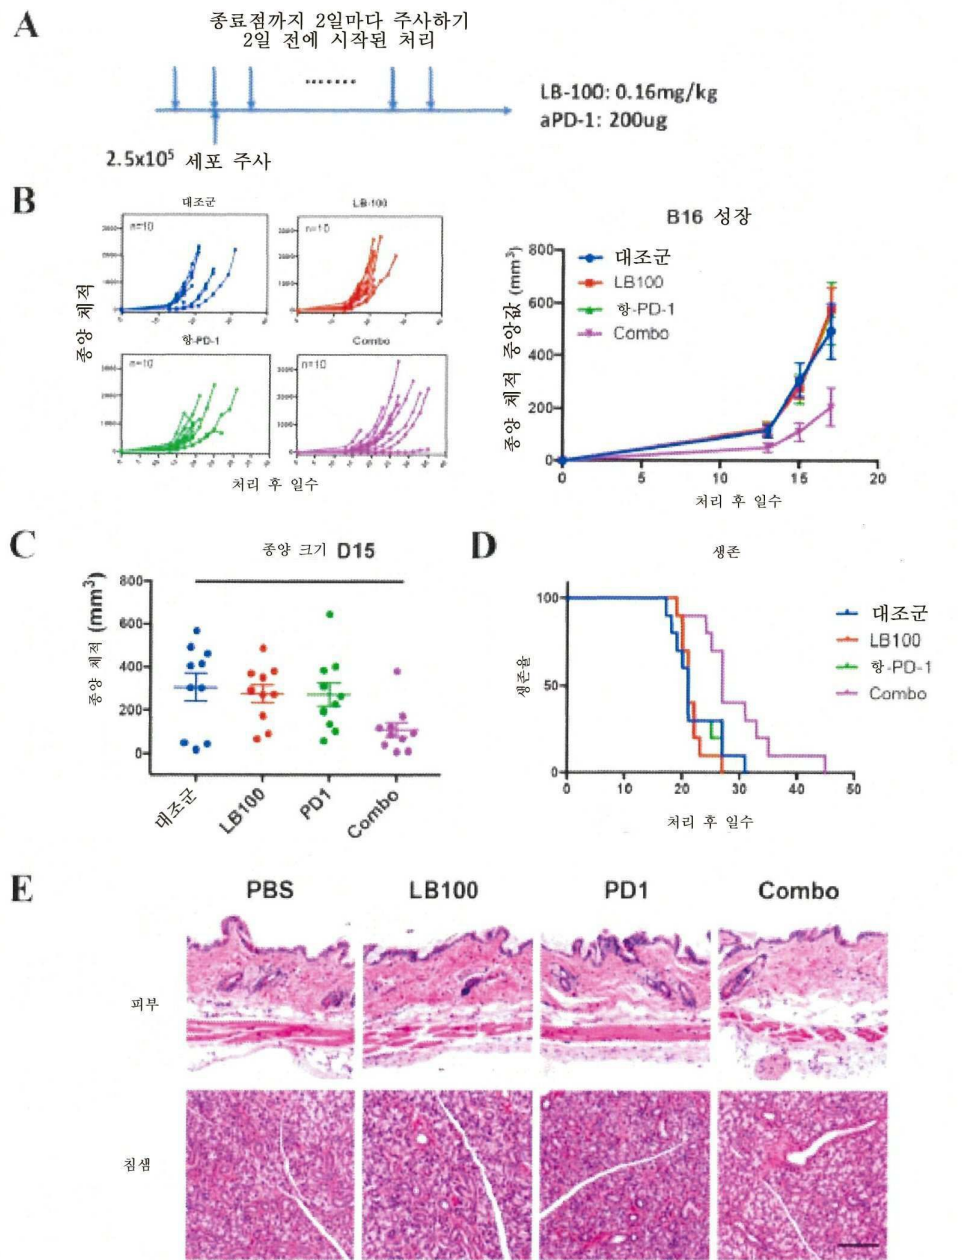 A
종료점까지 2일마다 주사하기
2일 전에 시작된 처리
.......
LB-100: 0.16mg/kg
aPD-1: 200ug
2.5x10⁵ 세포 주사
B
대조군
LB-100
n=10
n=10
항-PD-1
Combo
n=10
n=10
종양 체적
처리 후 일수
B16 성장
종양 체적 중앙값 (mm³)
800
600
400
200
0
0 5 10 15 20
대조군
LB100
항-PD-1
Combo
처리 후 일수
C
종양 크기 D15
종양 체적 (mm³)
800
600
400
200
0
대조군 LB100 PD1 Combo
D
생존
생존율
100
50
0
0 10 20 30 40 50
대조군
LB100
항-PD-1
Combo
처리 후 일수
E
PBS LB100 PD1 Combo
피부
침샘